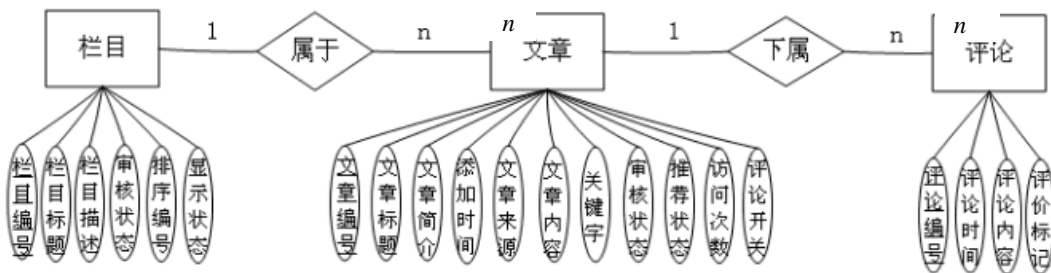 栏目
1
属于
n
n
文章
1
下属
n
n
评论
栏目编号
栏目标题
栏目描述
审核状态
排序编号
显示状态
文章编号
文章标题
文章简介
添加时间
文章来源
文章内容
关键字
审核状态
推荐状态
访问次数
评论开关
评论编号
评论时间
评论内容
评价标记